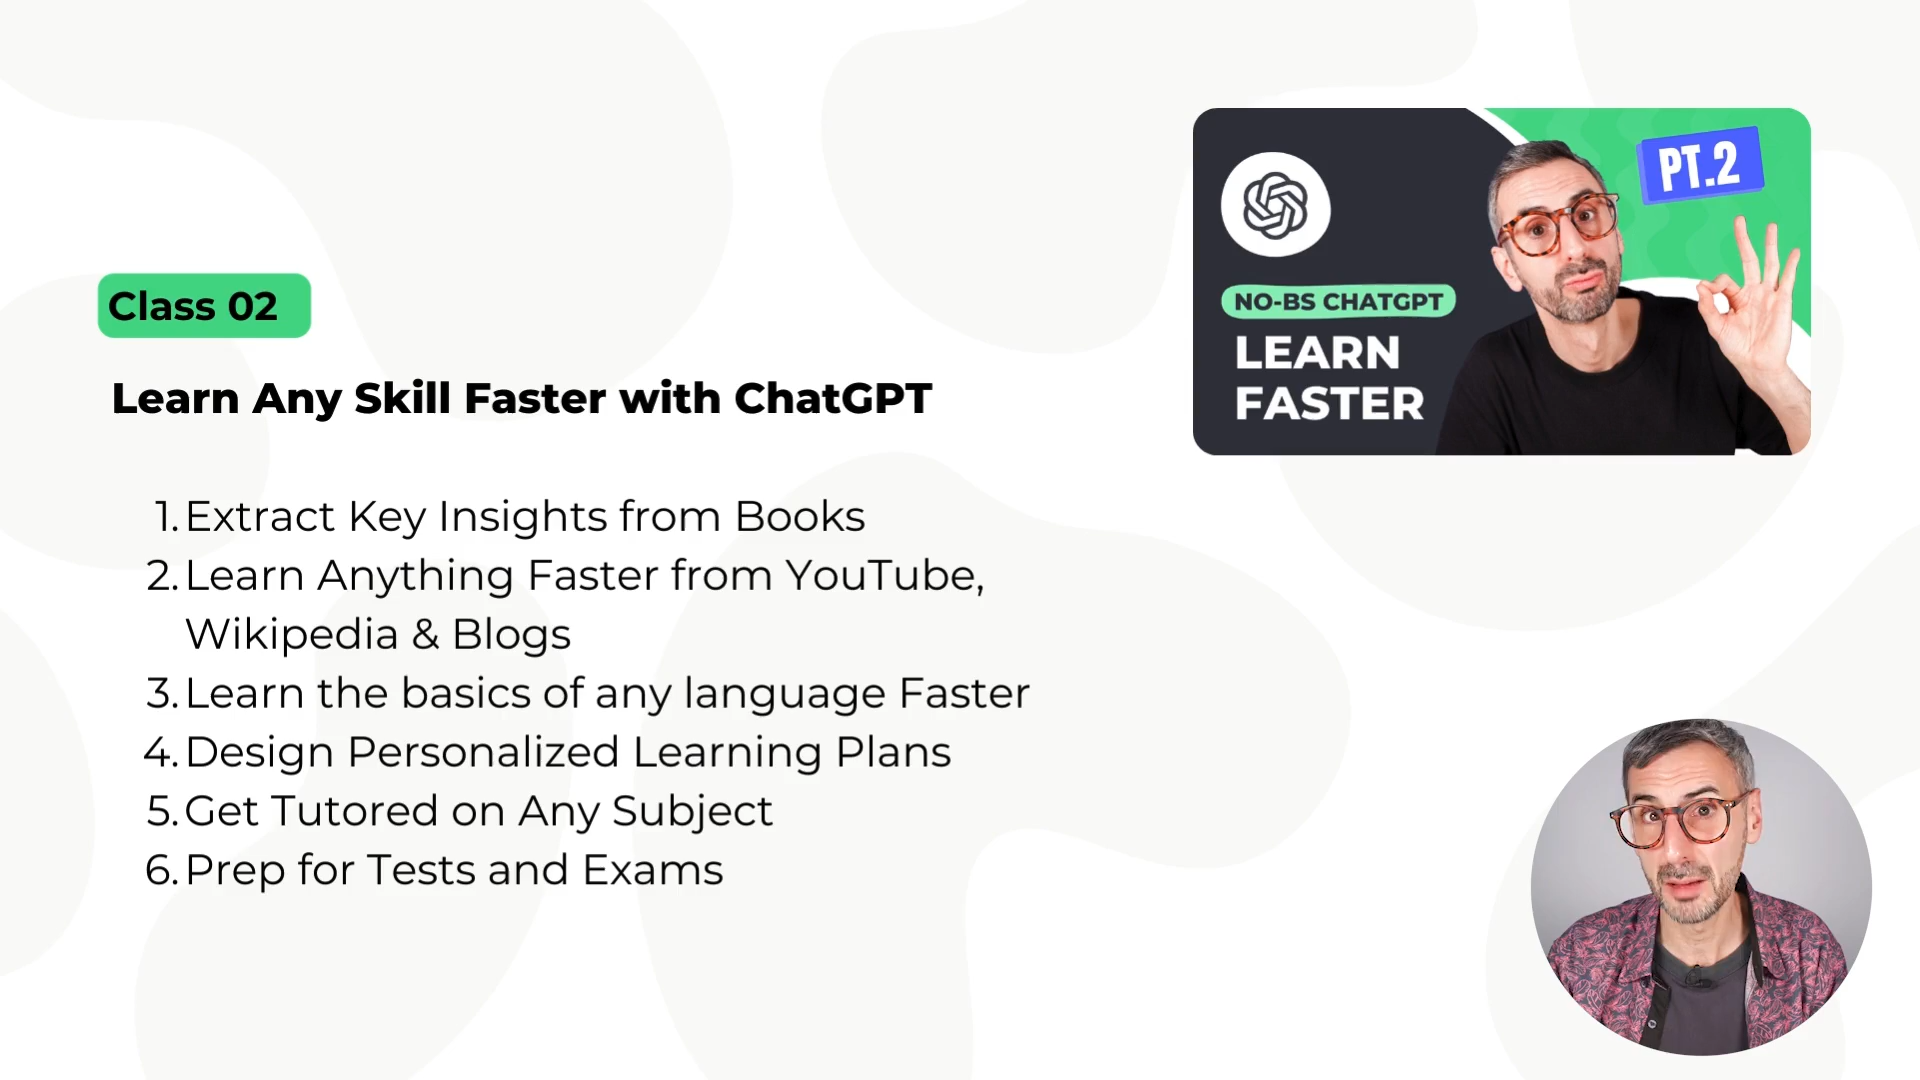 Class 02
Learn Any Skill Faster with ChatGPT
1. Extract Key Insights from Books
2. Learn Anything Faster from YouTube,
Wikipedia & Blogs
3. Learn the basics of any language Faster
4. Design Personalized Learning Plans
5. Get Tutored on Any Subject
6. Prep for Tests and Exams
PT.2
NO-BS CHATGPT
LEARN
FASTER